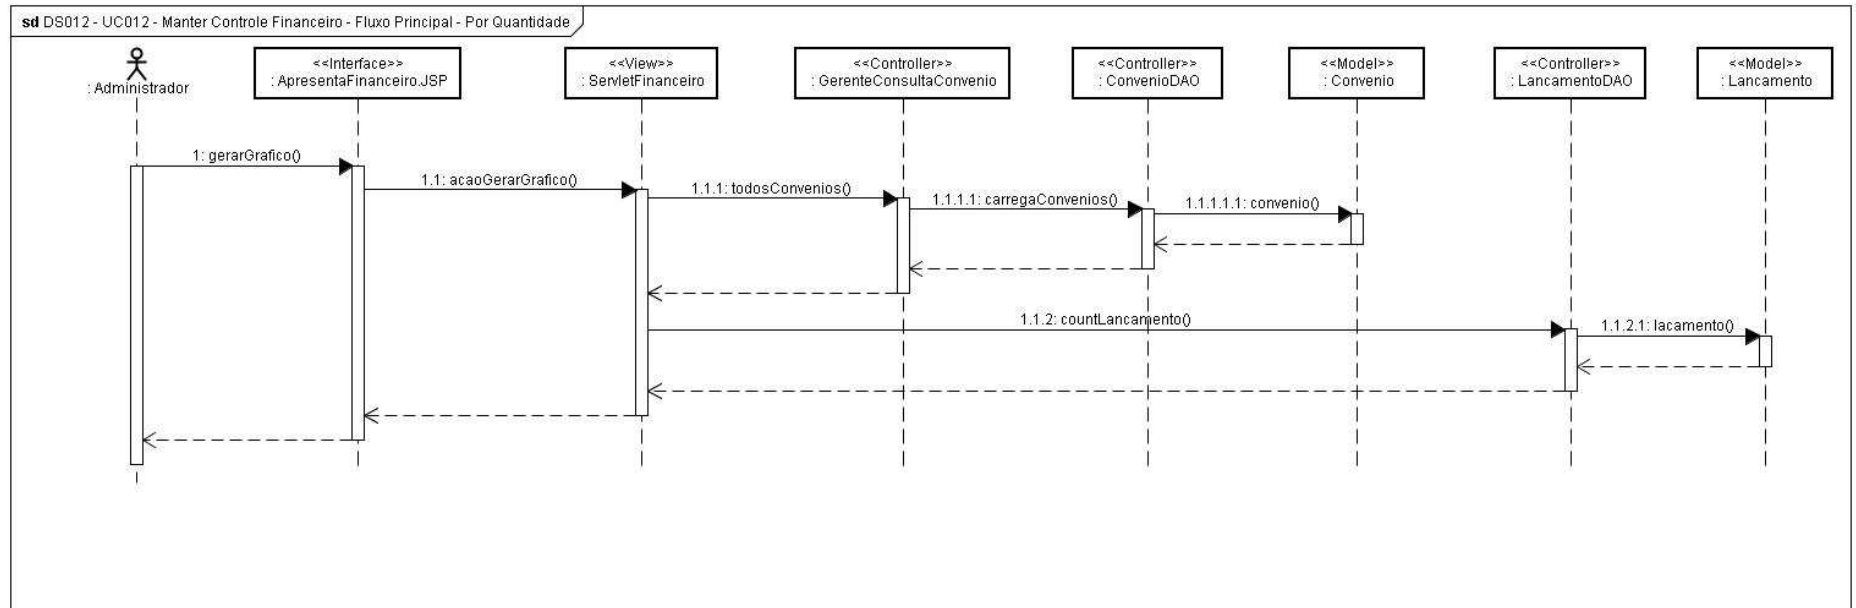 sd DS012 - UC012 - Manter Controle Financeiro - Fluxo Principal - Por Quantidade
: Administrador
<<Interface>>
: ApresentaFinanceiro.JSP
<<View>>
: ServletFinanceiro
<<Controller>>
: GerenteConsultaConvenio
<<Controller>>
: ConvenioDAO
<<Model>>
: Convenio
<<Controller>>
: LancamentoDAO
<<Model>>
: Lancamento
1: gerarGrafico()
1.1: acaoGerarGrafico()
1.1.1: todosConvenios()
1.1.1.1: carregaConvenios()
1.1.1.1.1: convenio()
1.1.2: countLancamento()
1.1.2.1: lacamento()